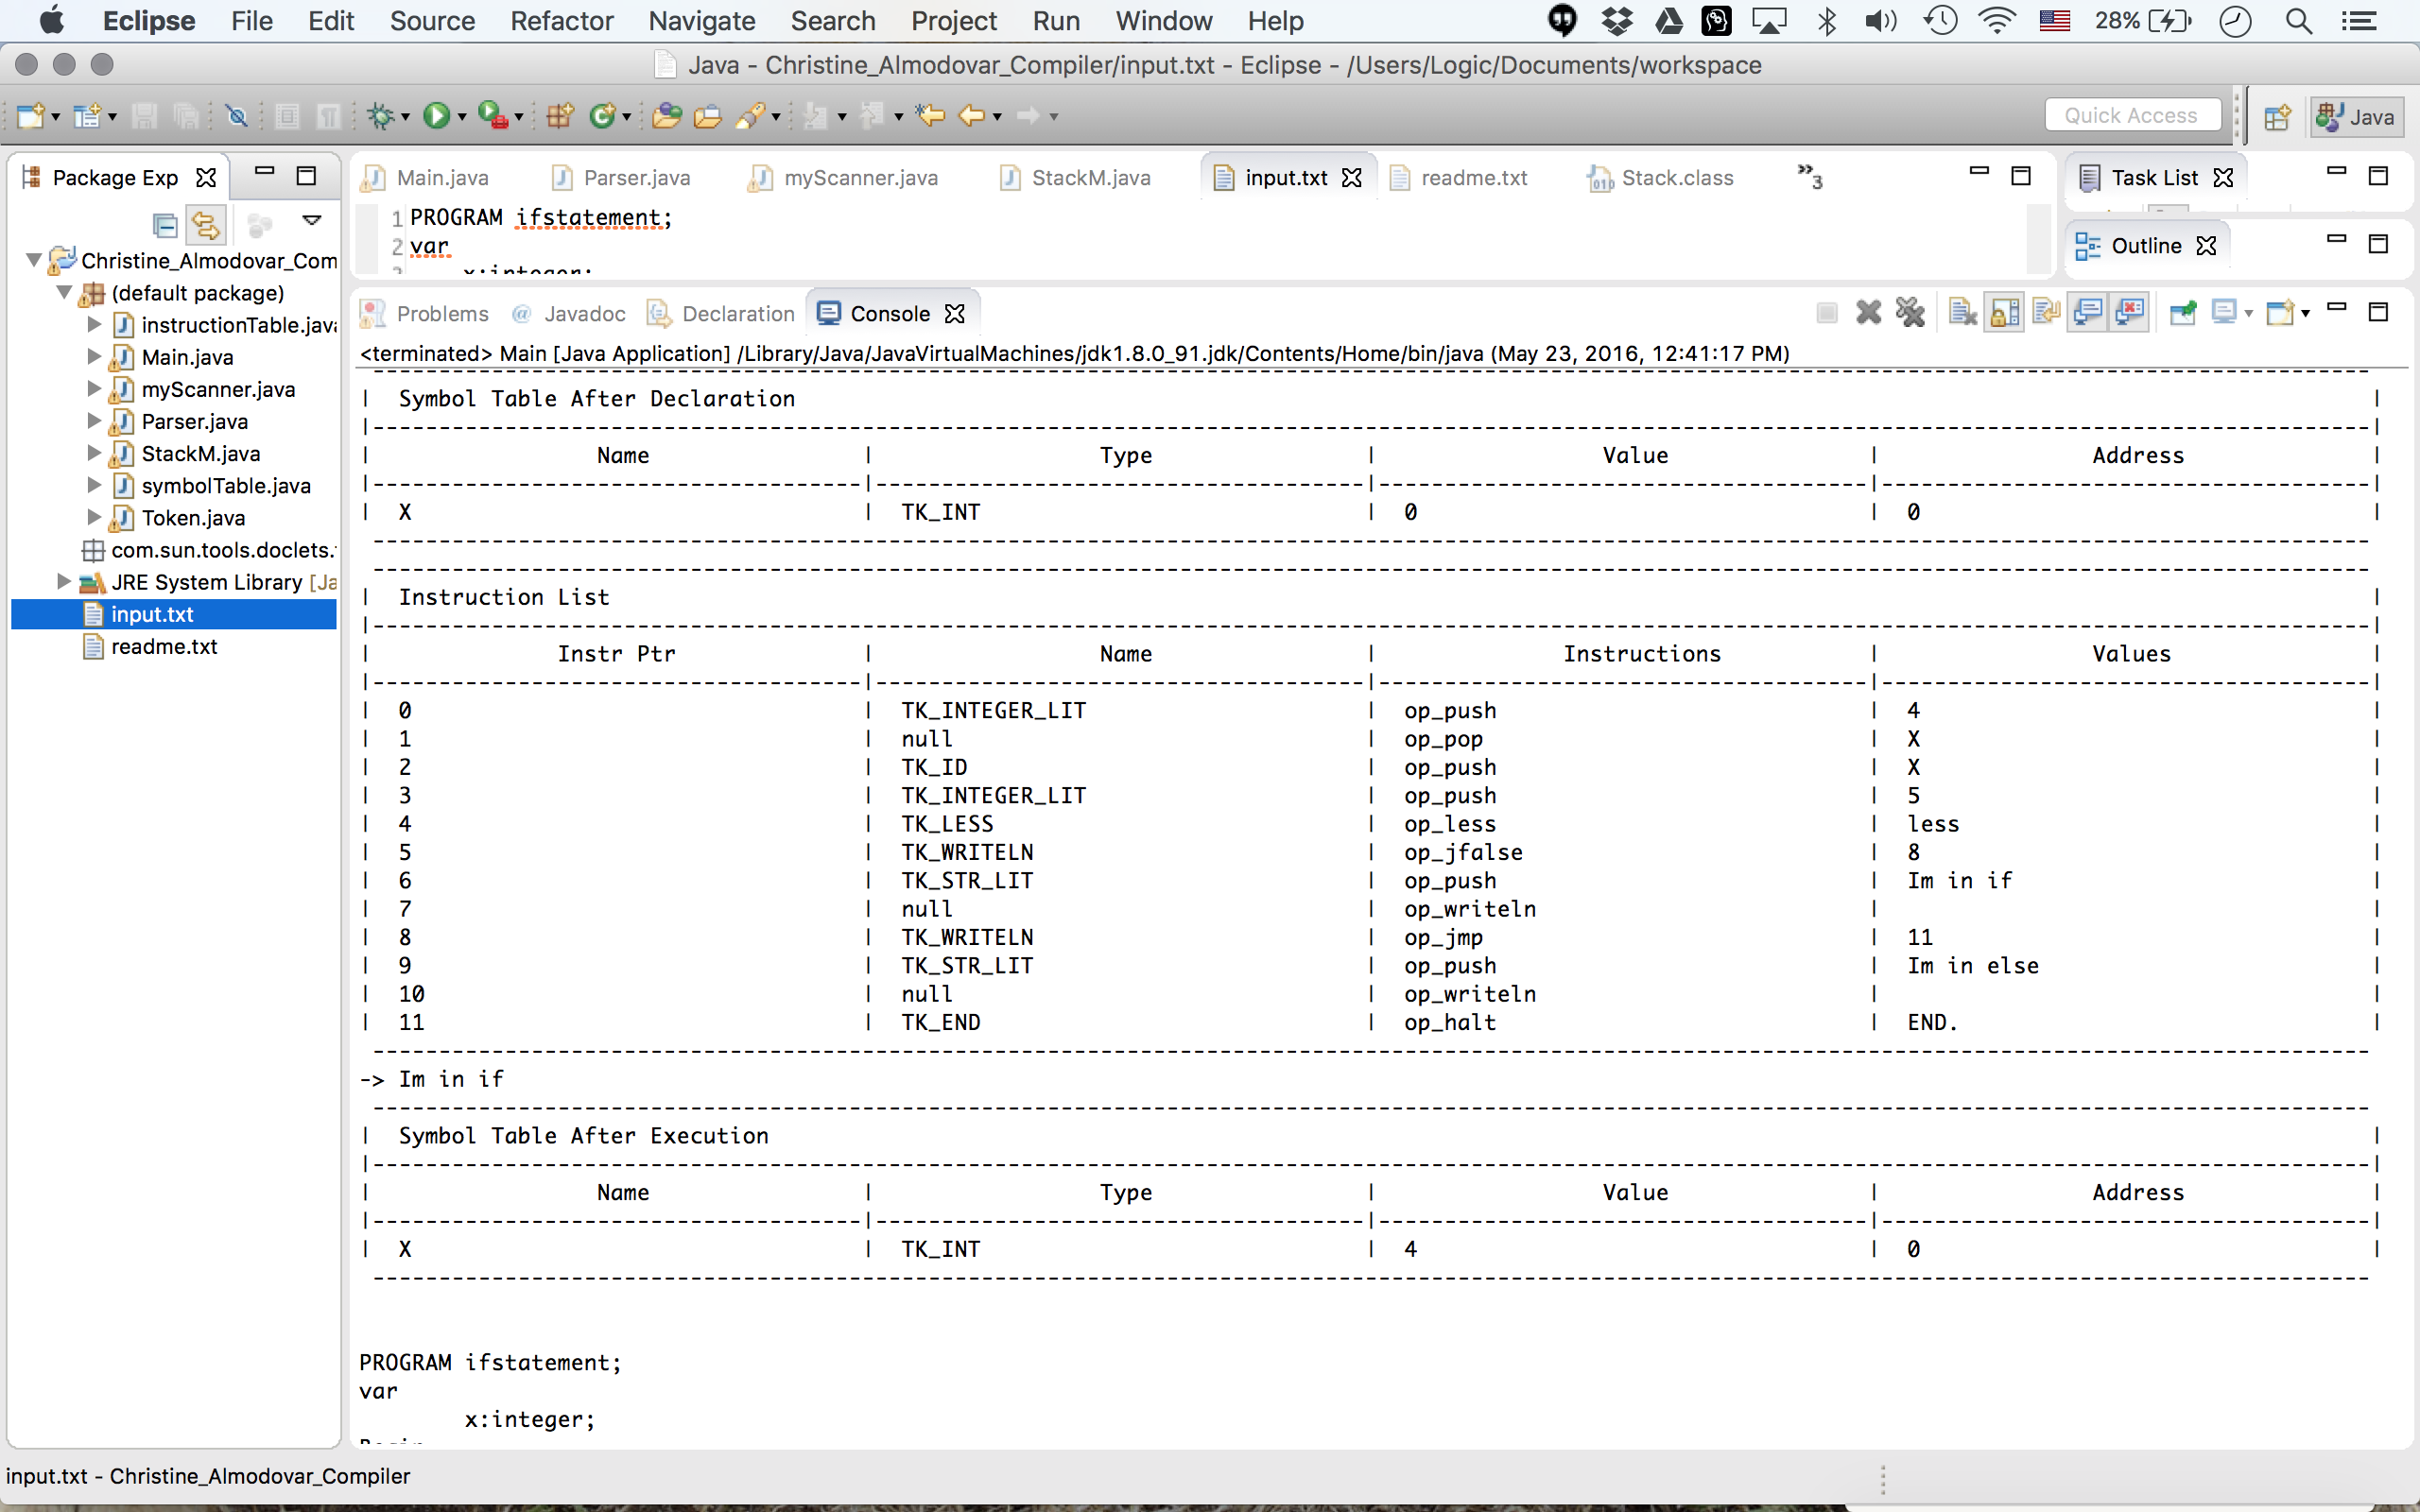 Eclipse File Edit Source Refactor Navigate Search Project Run Window Help 28%
Java - Christine_Almodovar_Compiler/input.txt - Eclipse - /Users/Logic/Documents/workspace
Quick Access Java
Package Exp
Main.java Parser.java myScanner.java StackM.java input.txt readme.txt Stack.class »3
Task List
Outline
1 PROGRAM ifstatement;
2 var
3 x:integer;
Christine_Almodovar_Com
(default package)
instructionTable.java
Main.java
myScanner.java
Parser.java
StackM.java
symbolTable.java
Token.java
com.sun.tools.doclets.
JRE System Library [Ja
input.txt
readme.txt
Problems @ Javadoc Declaration Console
<terminated> Main [Java Application] /Library/Java/JavaVirtualMachines/jdk1.8.0_91.jdk/Contents/Home/bin/java (May 23, 2016, 12:41:17 PM)
| Symbol Table After Declaration |
| Name | Type | Value | Address |
| X | TK_INT | 0 | 0 |
| Instruction List |
| Instr Ptr | Name | Instructions | Values |
| 0 | TK_INTEGER_LIT | op_push | 4 |
| 1 | null | op_pop | X |
| 2 | TK_ID | op_push | X |
| 3 | TK_INTEGER_LIT | op_push | 5 |
| 4 | TK_LESS | op_less | less |
| 5 | TK_WRITELN | op_jfalse | 8 |
| 6 | TK_STR_LIT | op_push | Im in if |
| 7 | null | op_writeln | |
| 8 | TK_WRITELN | op_jmp | 11 |
| 9 | TK_STR_LIT | op_push | Im in else |
| 10 | null | op_writeln | |
| 11 | TK_END | op_halt | END. |
-> Im in if
| Symbol Table After Execution |
| Name | Type | Value | Address |
| X | TK_INT | 4 | 0 |
PROGRAM ifstatement;
var
x:integer;
Begin
input.txt - Christine_Almodovar_Compiler